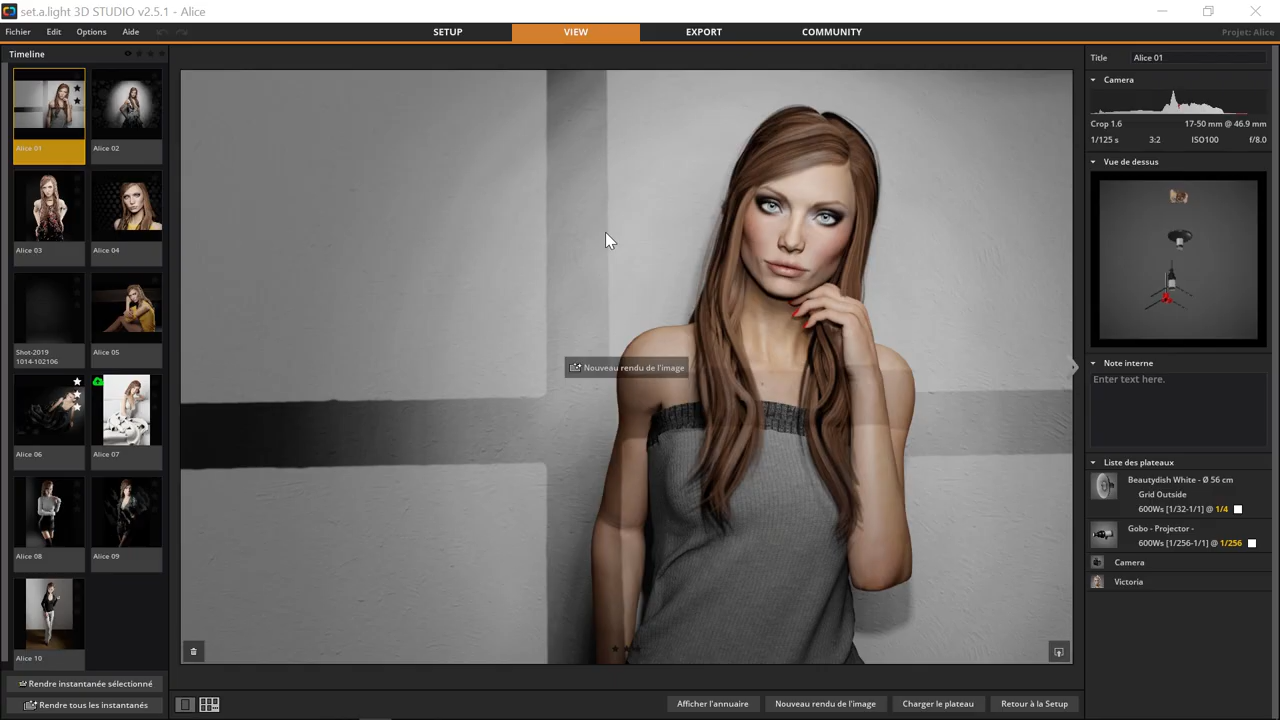 set.a.light 3D STUDIO v2.5.1 - Alice
Fichier Edit Options Aide
SETUP VIEW EXPORT COMMUNITY
Projet: Alice
Timeline
Alice 01 Alice 02
Alice 03 Alice 04
Shot-2019
1014-102106
Alice 05
Alice 06 Alice 07
Alice 08 Alice 09
Alice 10
Rendre instantanée sélectionné
Rendre tous les instantanés
Nouveau rendu de l'image
Afficher l'annuaire Nouveau rendu de l'image Charger le plateau Retour à la Setup
Title Alice 01
Camera
Crop 1.6 17-50 mm @ 46.9 mm
1/125 s 3:2 ISO100 f/8.0
Vue de dessus
Note interne
Enter text here.
Liste des plateaux
Beautydish White - Ø 56 cm
Grid Outside
600Ws [1/32-1/1] @ 1/4
Gobo - Projector -
600Ws [1/256-1/1] @ 1/256
Camera
Victoria